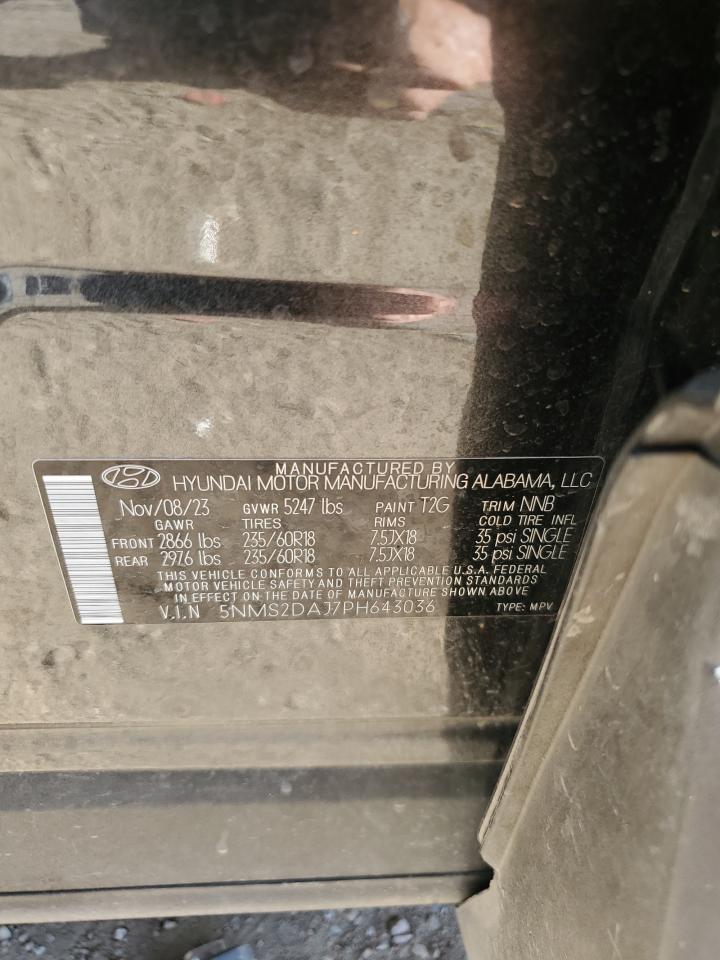 MANUFACTURED BY
HYUNDAI MOTOR MANUFACTURING ALABAMA, LLC
Nov/08/23 GVWR 5247 lbs PAINT T2G TRIM NNB
GAWR TIRES RIMS COLD TIRE INFL
FRONT 2866 lbs 235/60R18 7.5JX18 35 psi SINGLE
REAR 2976 lbs 235/60R18 7.5JX18 35 psi SINGLE
THIS VEHICLE CONFORMS TO ALL APPLICABLE U.S.A. FEDERAL
MOTOR VEHICLE SAFETY AND THEFT PREVENTION STANDARDS
IN EFFECT ON THE DATE OF MANUFACTURE SHOWN ABOVE
V.I.N 5NMS2DAJ7PH643036 TYPE: MPV